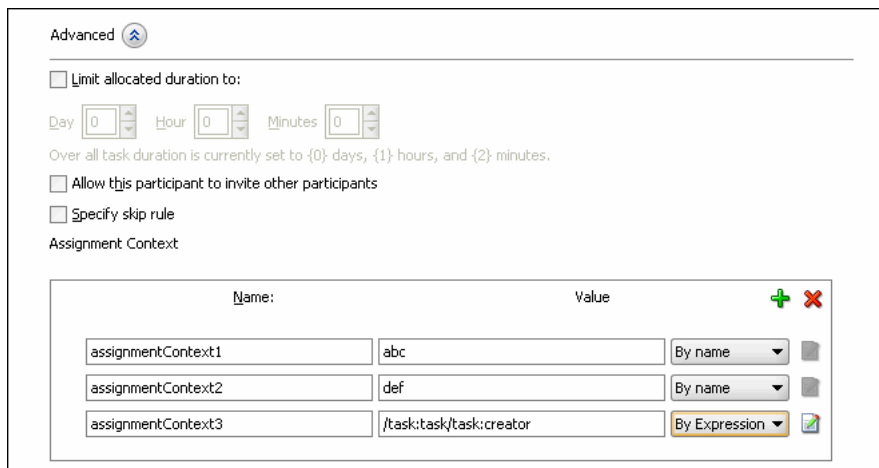 Advanced
Limit allocated duration to:
Day 0 Hour 0 Minutes 0
Over all task duration is currently set to {0} days, {1} hours, and {2} minutes.
Allow this participant to invite other participants
Specify skip rule
Assignment Context
Name: Value
assignmentContext1 abc By name
assignmentContext2 def By name
assignmentContext3 /task:task/task:creator By Expression